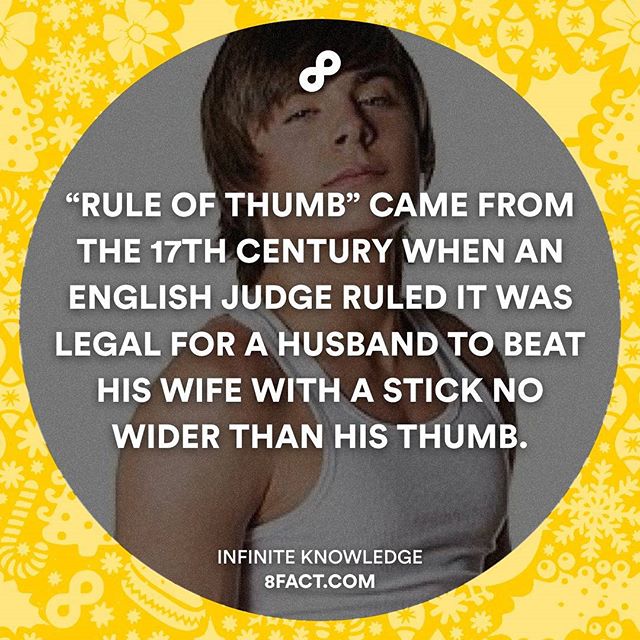 “RULE OF THUMB” CAME FROM
THE 17TH CENTURY WHEN AN
ENGLISH JUDGE RULED IT WAS
LEGAL FOR A HUSBAND TO BEAT
HIS WIFE WITH A STICK NO
WIDER THAN HIS THUMB.
INFINITE KNOWLEDGE
8FACT.COM